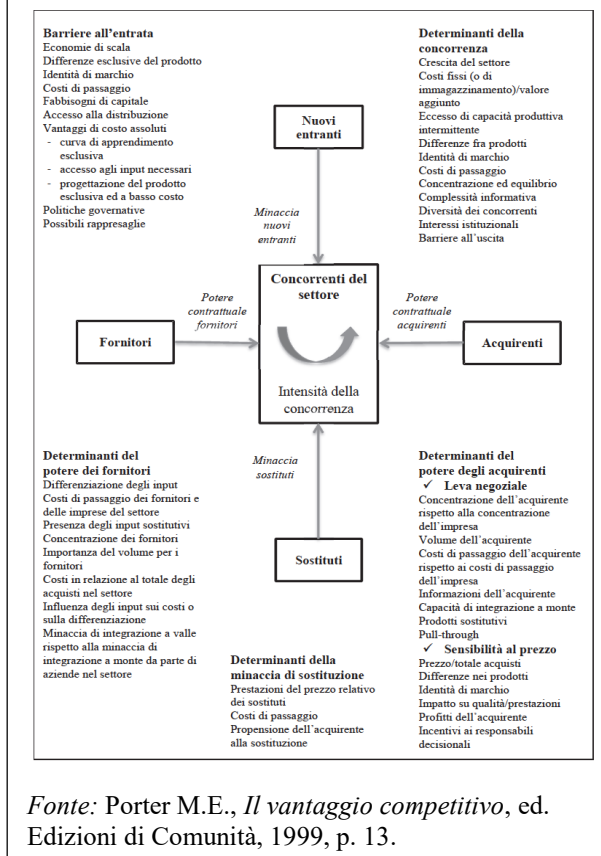 Barriere all’entrata
Economie di scala
Differenze esclusive del prodotto
Identità di marchio
Costi di passaggio
Fabbisogni di capitale
Accesso alla distribuzione
Vantaggi di costo assoluti
- curva di apprendimento
esclusiva
- accesso agli input necessari
- progettazione del prodotto
esclusiva ed a basso costo
Politiche governative
Possibili rappresaglie
Nuovi
entranti
Determinanti della
concorrenza
Crescita del settore
Costi fissi (o di
immagazzinamento)/valore
aggiunto
Eccesso di capacità produttiva
intermittente
Differenze fra prodotti
Identità di marchio
Costi di passaggio
Concentrazione ed equilibrio
Complessità informativa
Diversità dei concorrenti
Interessi istituzionali
Barriere all’uscita
Minaccia
nuovi
entranti
Concorrenti del
settore
Intensità della
concorrenza
Potere
contrattuale
fornitori
Fornitori
Potere
contrattuale
acquirenti
Acquirenti
Determinanti del
potere dei fornitori
Differenziazione degli input
Costi di passaggio dei fornitori e
delle imprese del settore
Presenza degli input sostitutivi
Concentrazione dei fornitori
Importanza del volume per i
fornitori
Costi in relazione al totale degli
acquisti nel settore
Influenza degli input sui costi o
sulla differenziazione
Minaccia di integrazione a valle
rispetto alla minaccia di
integrazione a monte da parte di
aziende nel settore
Minaccia
sostituti
Sostituti
Determinanti della
minaccia di sostituzione
Prestazioni del prezzo relativo
dei sostituti
Costi di passaggio
Propensione dell’acquirente
alla sostituzione
Determinanti del
potere degli acquirenti
✓ Leva negoziale
Concentrazione dell’acquirente
rispetto alla concentrazione
dell’impresa
Volume dell’acquirente
Costi di passaggio dell’acquirente
rispetto ai costi di passaggio
dell’impresa
Informazioni dell’acquirente
Capacità di integrazione a monte
Prodotti sostitutivi
Pull-through
✓ Sensibilità al prezzo
Prezzo/totale acquisti
Differenze nei prodotti
Identità di marchio
Impatto su qualità/prestazioni
Profitti dell’acquirente
Incentivi ai responsabili
decisionali
Fonte: Porter M.E., Il vantaggio competitivo, ed.
Edizioni di Comunità, 1999, p. 13.